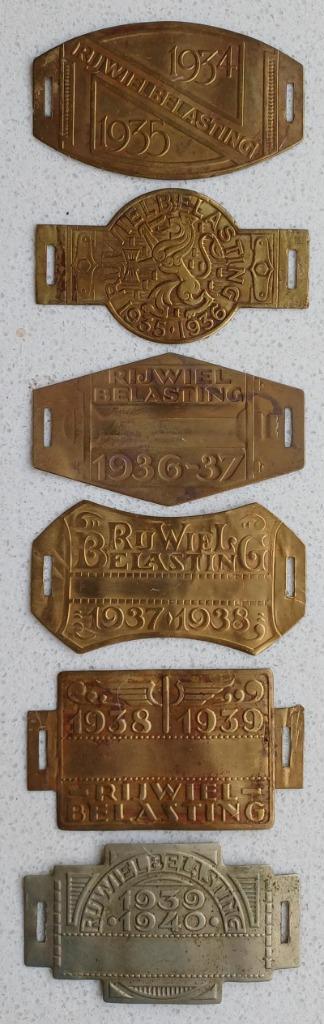 1934
RIJWIELBELASTING
1935
RIJWIELBELASTING
1935·1936
RIJWIEL
BELASTING
1936-37
RIJWIEL
BELASTING
1937 1938
1938 1939
RIJWIEL
BELASTING
RIJWIELBELASTING
1939
·1940·